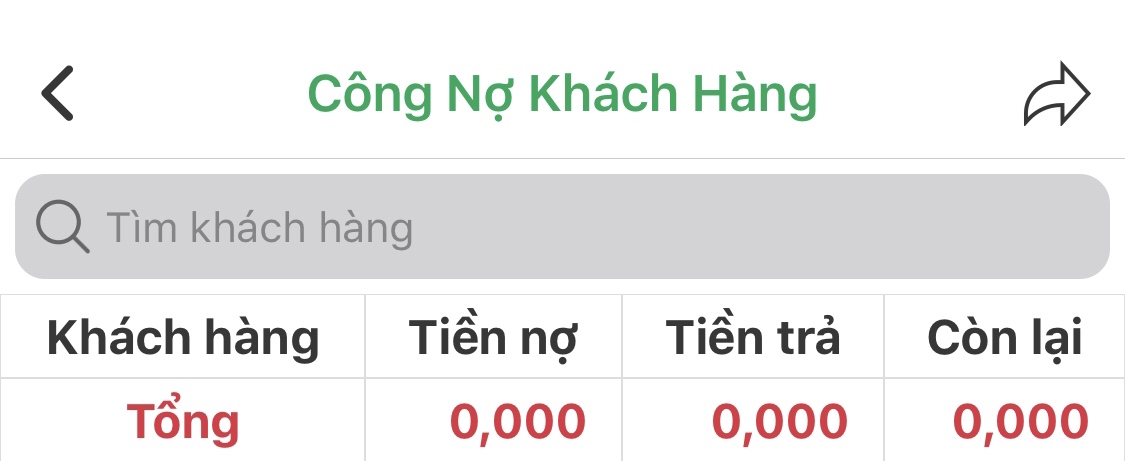 Công Nợ Khách Hàng
Tìm khách hàng
Khách hàng Tiền nợ Tiền trả Còn lại
Tổng 0,000 0,000 0,000